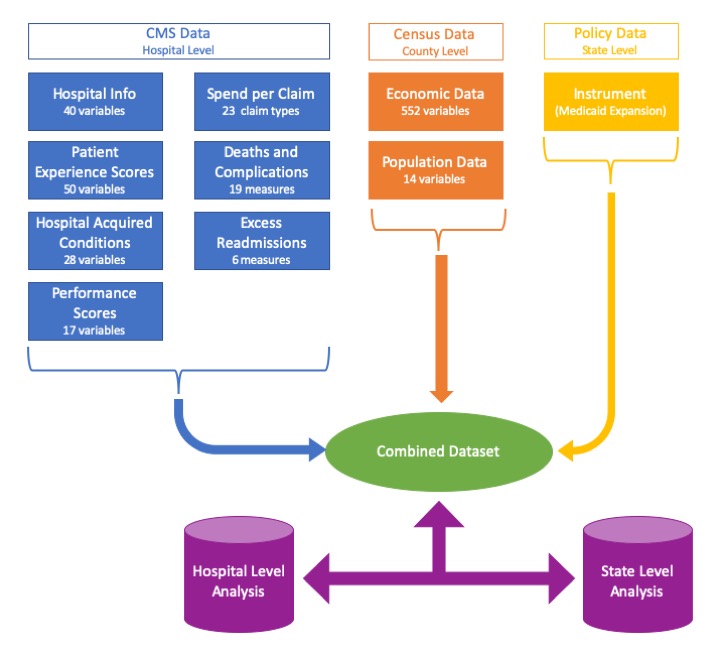 CMS Data
Hospital Level
Census Data
County Level
Policy Data
State Level
Hospital Info
40 variables
Spend per Claim
23 claim types
Economic Data
552 variables
Instrument
(Medicaid Expansion)
Patient
Experience Scores
50 variables
Deaths and
Complications
19 measures
Population Data
14 variables
Hospital Acquired
Conditions
28 variables
Excess
Readmissions
6 measures
Performance
Scores
17 variables
Combined Dataset
Hospital Level
Analysis
State Level
Analysis